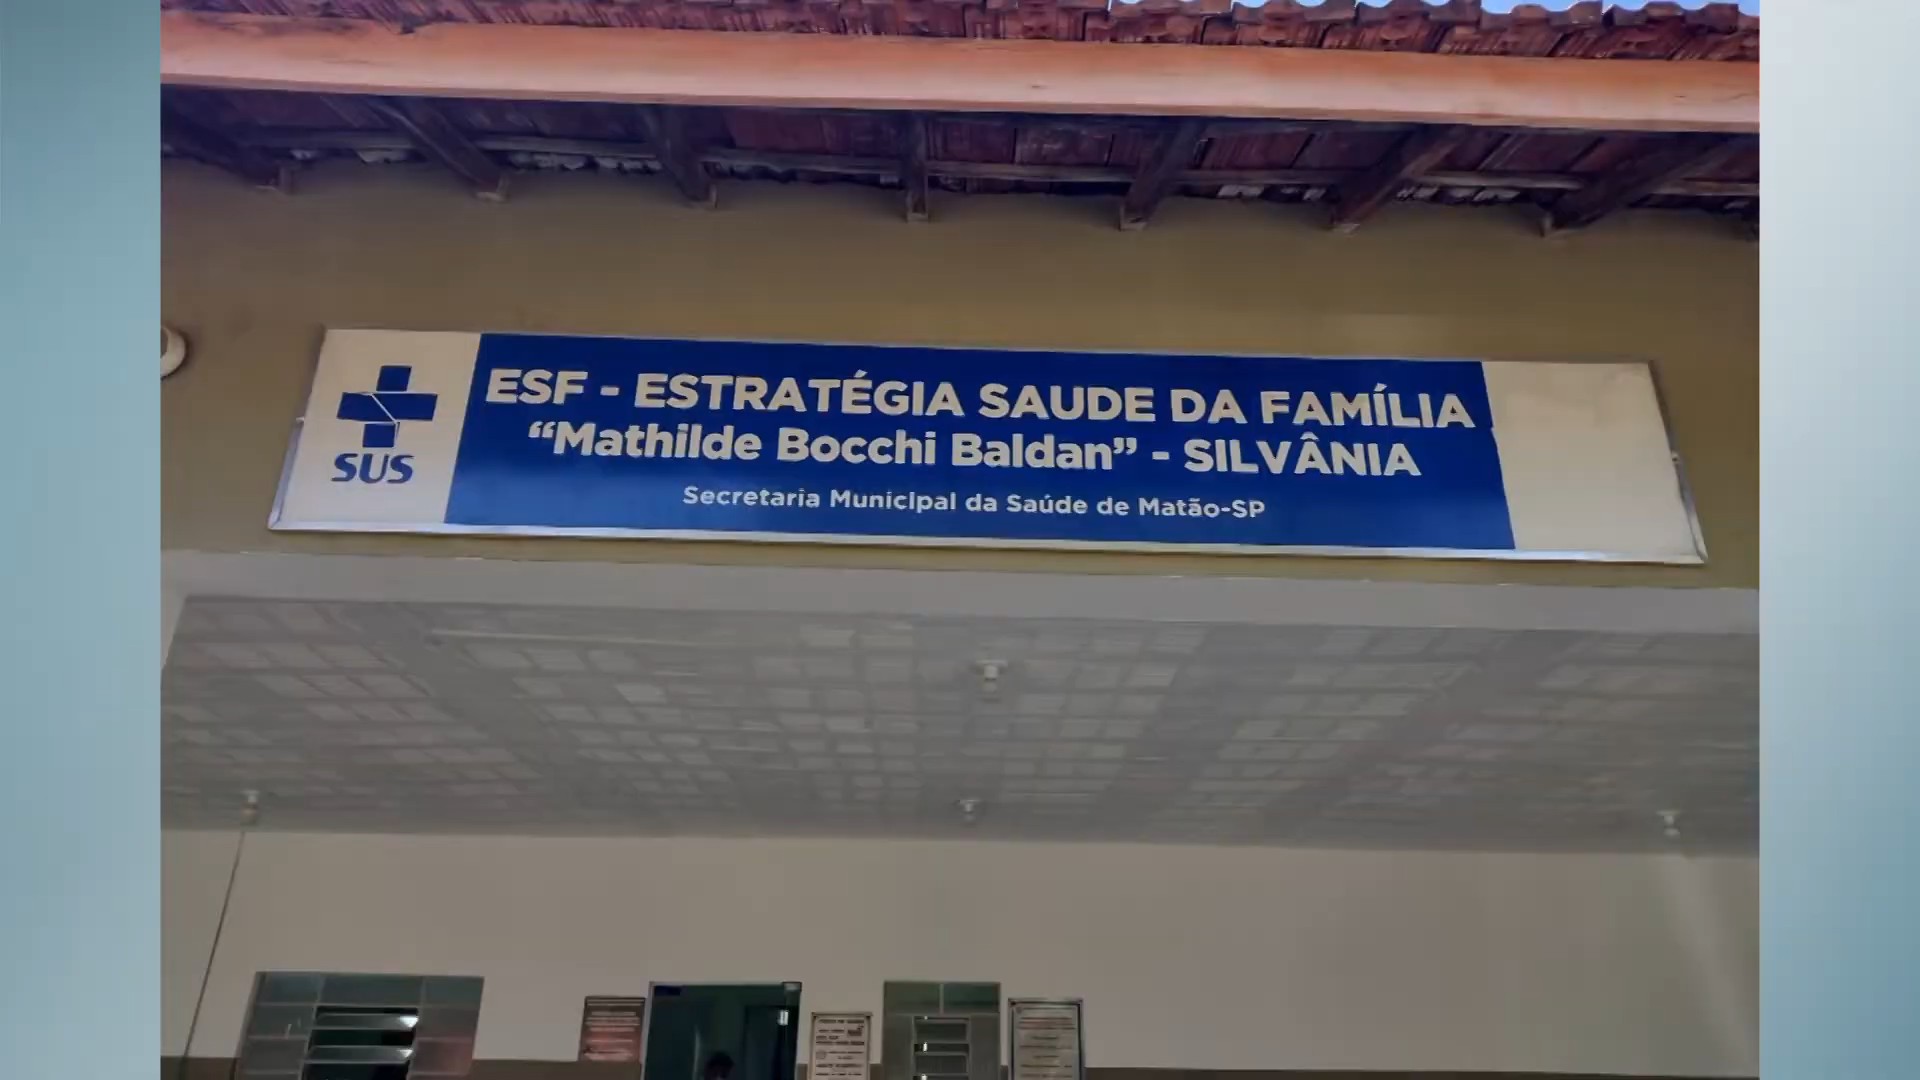 SUS
ESF - ESTRATÉGIA SAUDE DA FAMÍLIA
“Mathilde Bocchi Baldan” - SILVÂNIA
Secretaria Municipal da Saúde de Matão-SP